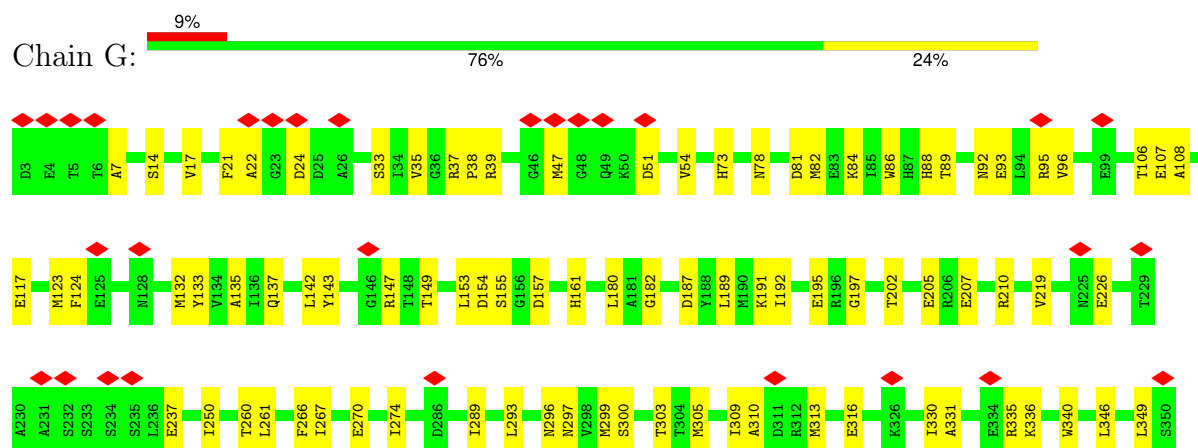 9%
Chain G:
76% 24%
D3 E4 T5 T6 A7 S14 V17 F21 A22 G23 D24 D25 A26 S33 I34 V35 G36 R37 P38 R39 G46 M47 G48 Q49 K50 D51 V54 H73 N78 D81 M82 E83 K84 I85 W86 H87 H88 T89 N92 E93 L94 R95 V96 E99 T106 E107 A108
E117 M123 F124 E125 N128 M132 Y133 V134 A135 I136 Q137 L142 Y143 G146 R147 T148 T149 L153 D154 S155 G156 D157 H161 L180 A181 G182 D187 Y188 L189 M190 K191 I192 E195 R196 G197 T202 E205 R206 E207 R210 V219 N225 E226 T229
A230 A231 S232 S233 S234 S235 L236 E237 I250 T260 L261 F266 I267 E270 I274 D286 I289 L293 N296 N297 V298 M299 S300 T303 T304 M305 I309 A310 D311 R312 M313 E316 K326 I330 A331 E334 R335 K336 W340 L346 L349 S350